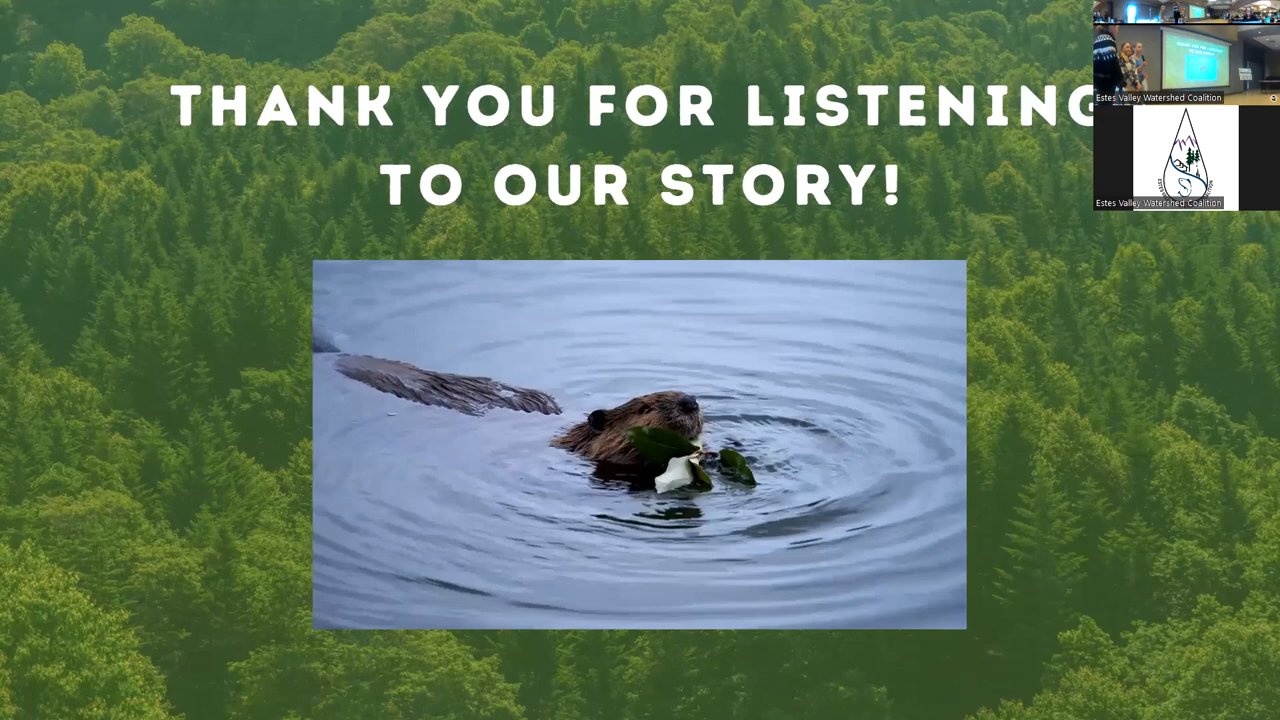 THANK YOU FOR LISTENING
TO OUR STORY!
Estes Valley Watershed Coalition
Estes Valley Watershed Coalition